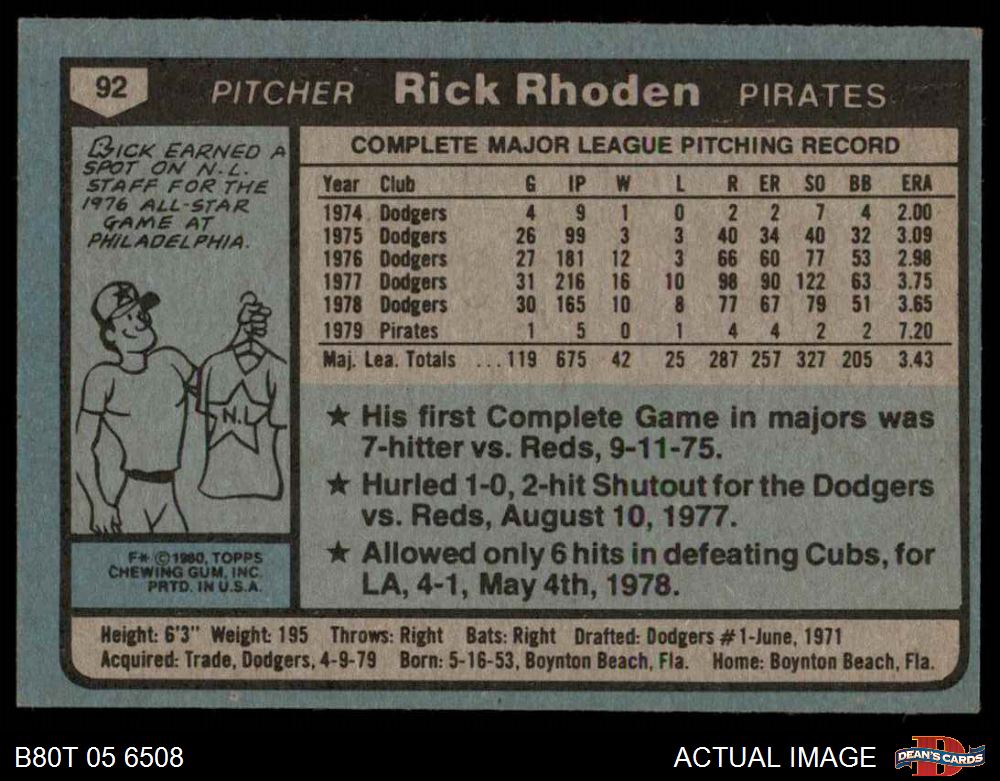 92 PITCHER Rick Rhoden PIRATES
RICK EARNED A
SPOT ON N.L.
STAFF FOR THE
1976 ALL-STAR
GAME AT
PHILADELPHIA.
N.L.
F* © 1980, TOPPS
CHEWING GUM, INC.
PRTD. IN U.S.A.
COMPLETE MAJOR LEAGUE PITCHING RECORD
Year Club G IP W L R ER SO BB ERA
1974 Dodgers 4 9 1 0 2 2 7 4 2.00
1975 Dodgers 26 99 3 3 40 34 40 32 3.09
1976 Dodgers 27 181 12 3 66 60 77 53 2.98
1977 Dodgers 31 216 16 10 98 90 122 63 3.75
1978 Dodgers 30 165 10 8 77 67 79 51 3.65
1979 Pirates 1 5 0 1 4 4 2 2 7.20
Maj. Lea. Totals ...119 675 42 25 287 257 327 205 3.43
★ His first Complete Game in majors was
7-hitter vs. Reds, 9-11-75.
★ Hurled 1-0, 2-hit Shutout for the Dodgers
vs. Reds, August 10, 1977.
★ Allowed only 6 hits in defeating Cubs, for
LA, 4-1, May 4th, 1978.
Height: 6'3" Weight: 195 Throws: Right Bats: Right Drafted: Dodgers #1-June, 1971
Acquired: Trade, Dodgers, 4-9-79 Born: 5-16-53, Boynton Beach, Fla. Home: Boynton Beach, Fla.
B80T 05 6508 ACTUAL IMAGE
D
DEAN'S CARDS